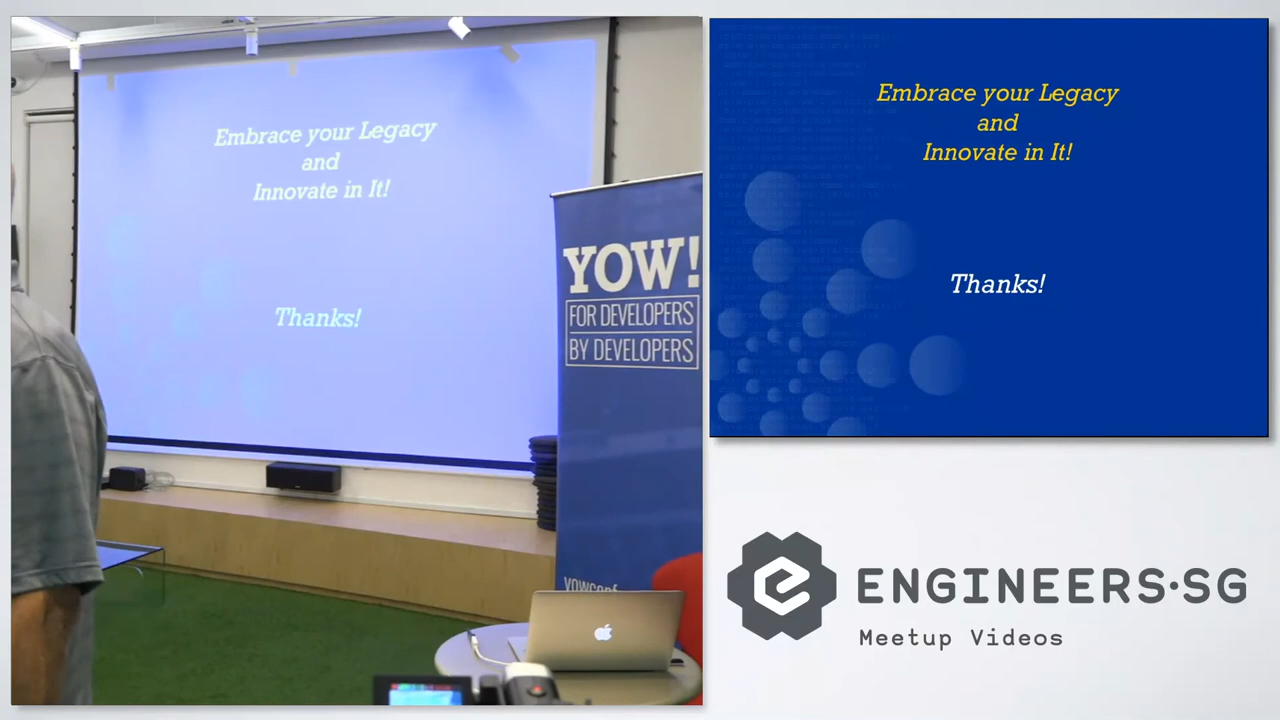 Embrace your Legacy
and
Innovate in It!
Thanks!
YOW!
FOR DEVELOPERS
BY DEVELOPERS
Embrace your Legacy
and
Innovate in It!
Thanks!
ENGINEERS·SG
Meetup Videos